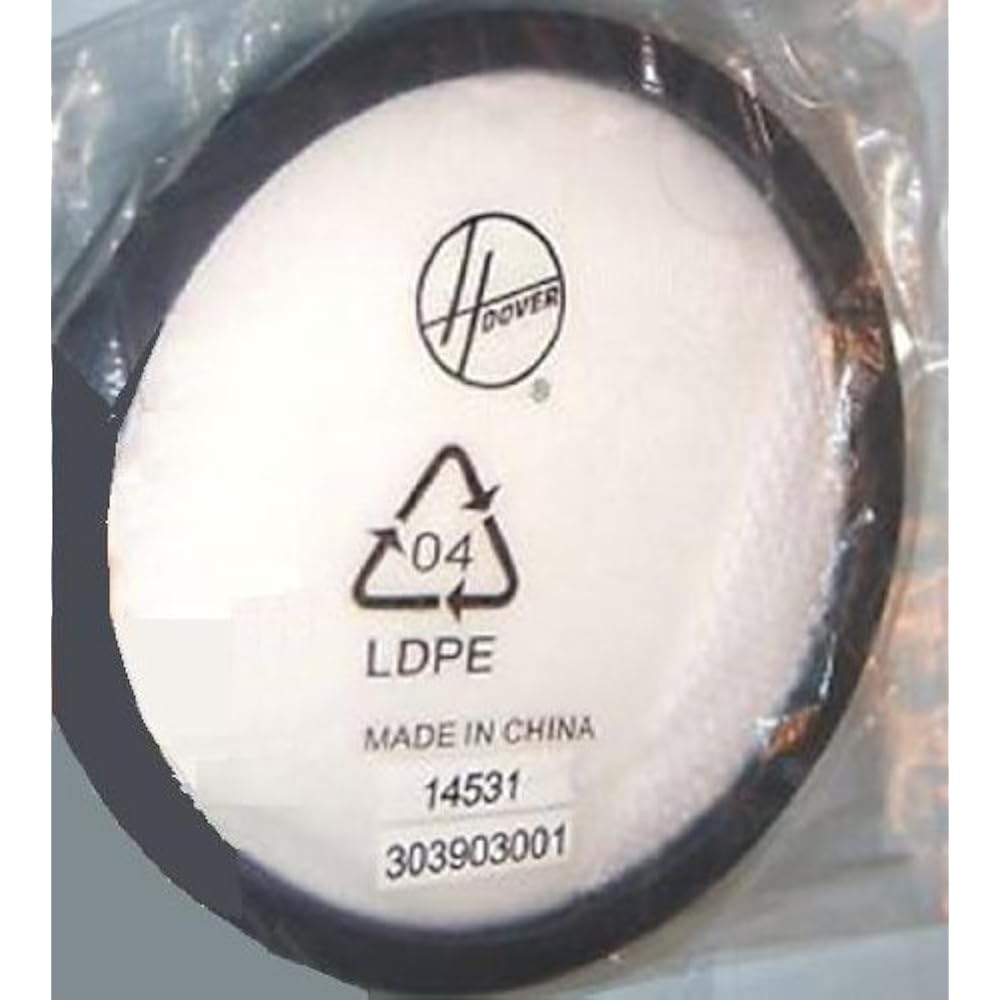 HOOVER
®
04
LDPE
MADE IN CHINA
14531
303903001